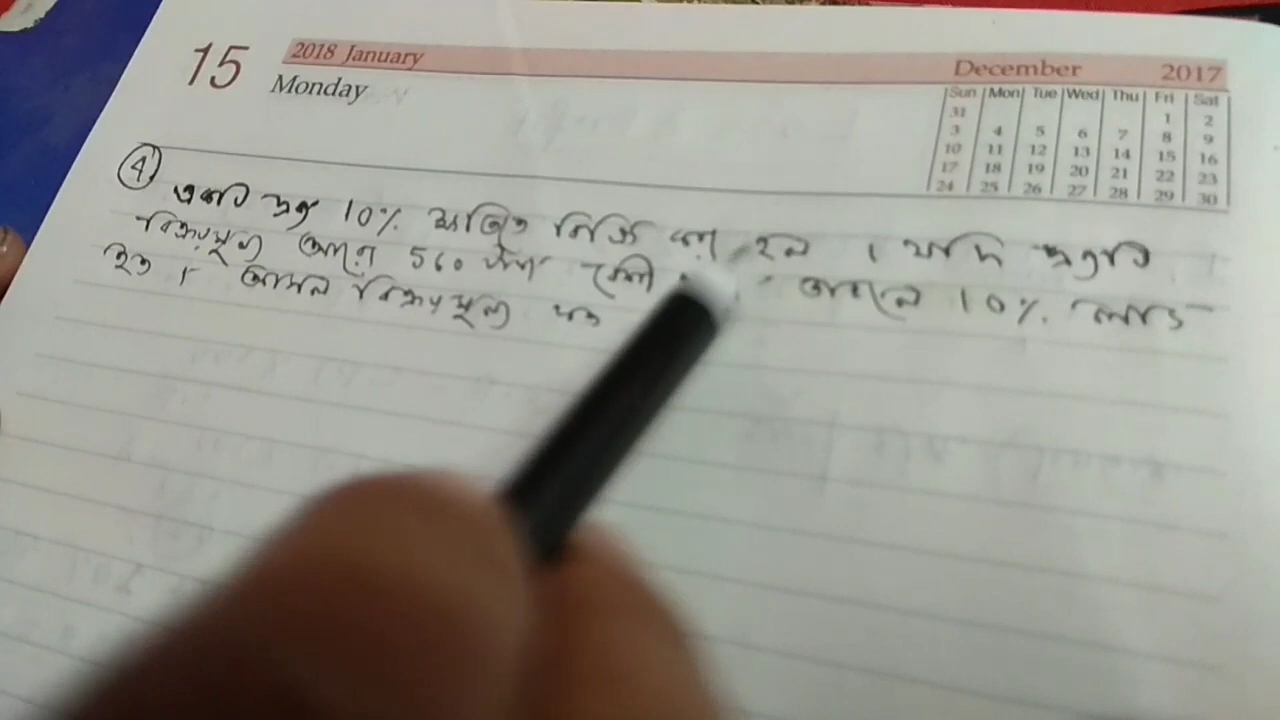 15
2018 January
Monday
December 2017
Sun Mon Tue Wed Thu Fri Sat
31 1 2
3 4 5 6 7 8 9
10 11 12 13 14 15 16
17 18 19 20 21 22 23
24 25 26 27 28 29 30
4 একটি দ্রব্য 10% ক্ষতিতে বিক্রি করা হল । যদি দ্রব্যটি
বিক্রয়মূল্য আরো 560 টাকা বেশী তাহলে 10% লাভ
হত । আসল বিক্রয়মূল্য কত